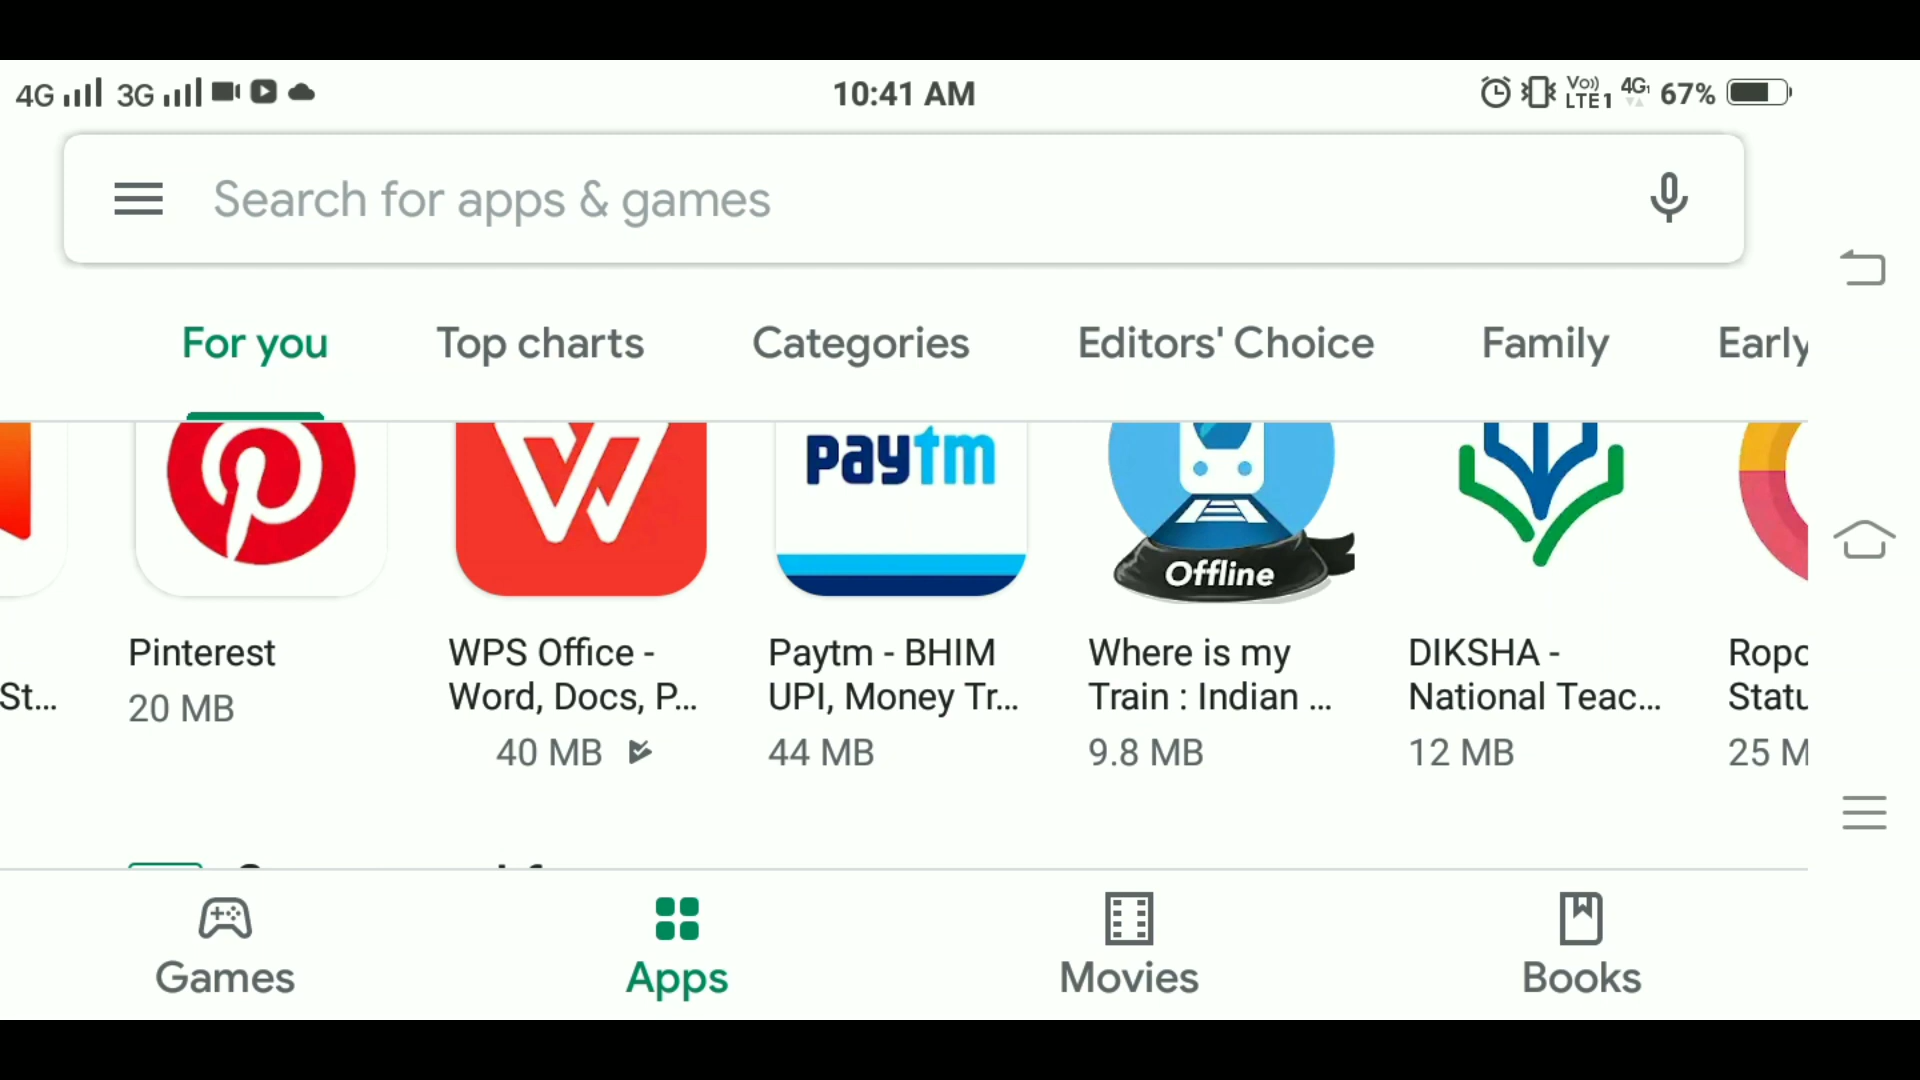 4G 3G 10:41 AM Vo)) LTE1 4G1 67%
Search for apps & games
For you Top charts Categories Editors' Choice Family Early
paytm
Offline
Pinterest WPS Office - Paytm - BHIM Where is my DIKSHA -
St... Word, Docs, P... UPI, Money Tr... Train : Indian ... National Teac... Statu
20 MB
40 MB 44 MB 9.8 MB 12 MB 25 M
Games Apps Movies Books